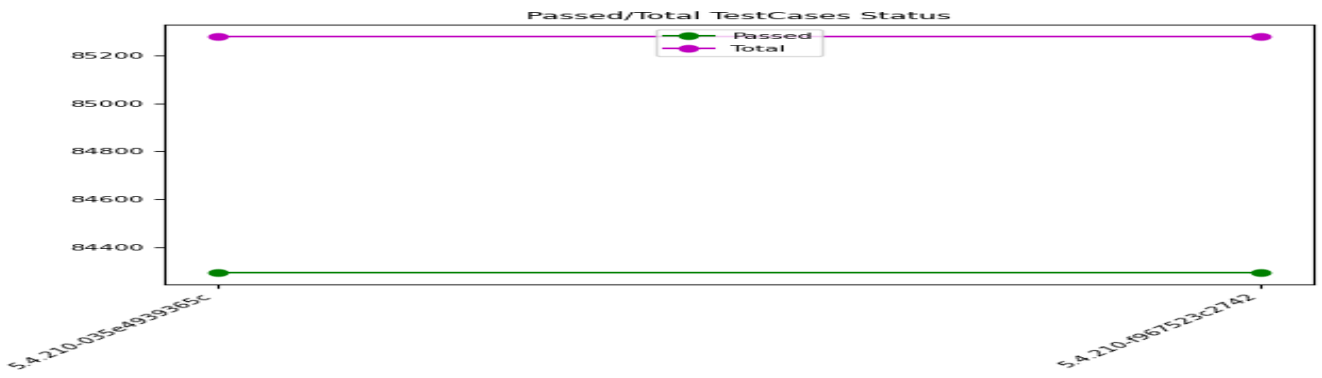 Passed/Total TestCases Status
Passed
Total
85200
85000
84800
84600
84400
5.4.210-035e4939365c
5.4.210-f967523c2742